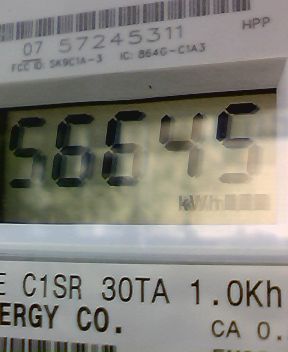 07 57245311
HPP
FCC ID: SK9C1A-3 IC: 864G-C1A3
56645
kWh
E C1SR 30TA 1.0Kh
ERGY CO.
CA 0.